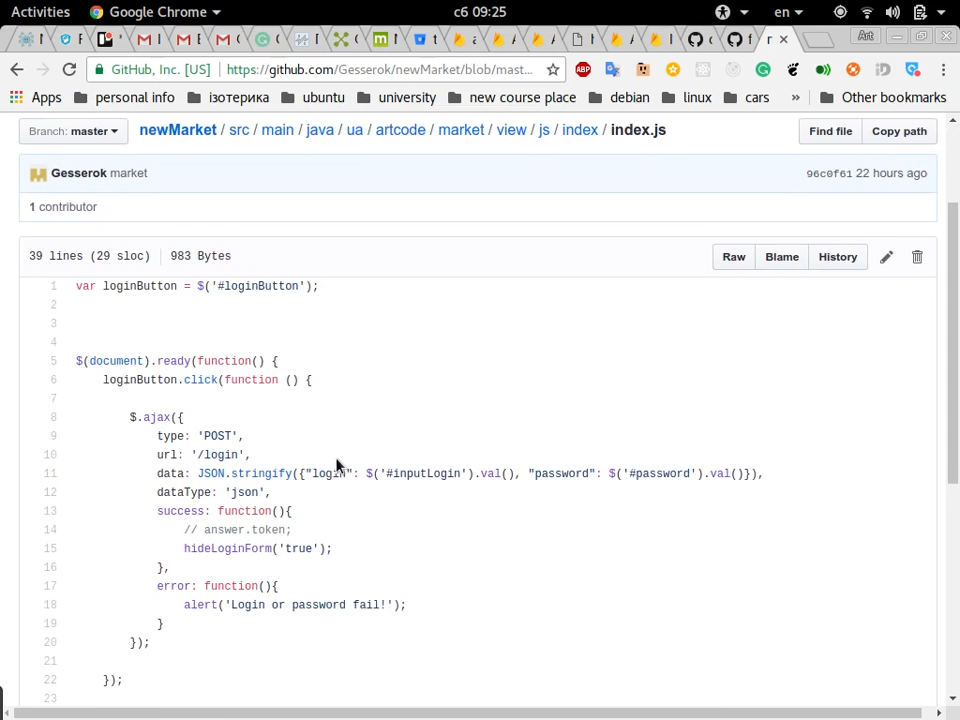 Activities Google Chrome сб 09:25 en
Art
GitHub, Inc. [US] https://github.com/Gesserok/newMarket/blob/mast...
Apps personal info ізотерика ubuntu university new course place debian linux cars » Other bookmarks
Branch: master newMarket / src / main / java / ua / artcode / market / view / js / index / index.js Find file Copy path
Gesserok market 96c0f61 22 hours ago
1 contributor
39 lines (29 sloc) 983 Bytes Raw Blame History
1 var loginButton = $('#loginButton');
2
3
4
5 $(document).ready(function() {
6 loginButton.click(function () {
7
8 $.ajax({
9 type: 'POST',
10 url: '/login',
11 data: JSON.stringify({"login": $('#inputLogin').val(), "password": $('#password').val()}),
12 dataType: 'json',
13 success: function(){
14 // answer.token;
15 hideLoginForm('true');
16 },
17 error: function(){
18 alert('Login or password fail!');
19 }
20 });
21
22 });
23